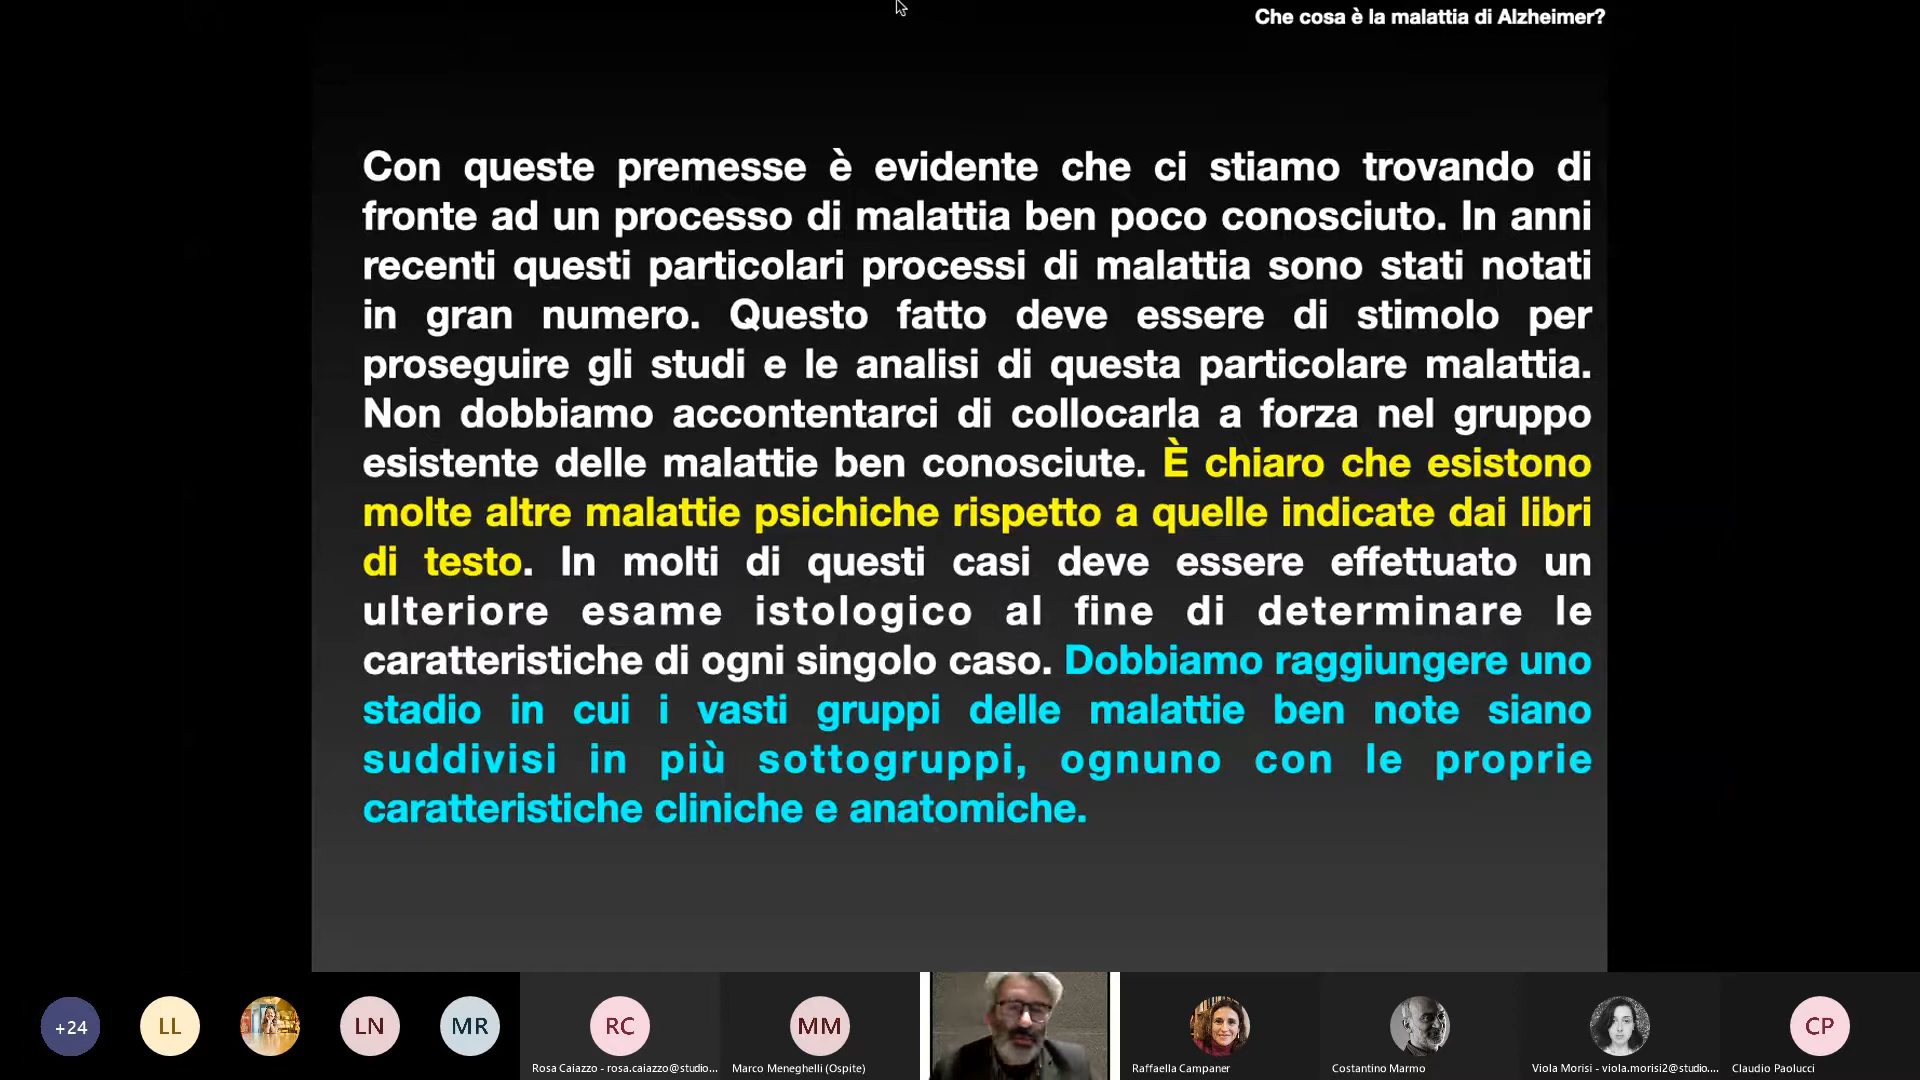 Che cosa è la malattia di Alzheimer?
Con queste premesse è evidente che ci stiamo trovando di
fronte ad un processo di malattia ben poco conosciuto. In anni
recenti questi particolari processi di malattia sono stati notati
in gran numero. Questo fatto deve essere di stimolo per
proseguire gli studi e le analisi di questa particolare malattia.
Non dobbiamo accontentarci di collocarla a forza nel gruppo
esistente delle malattie ben conosciute. È chiaro che esistono
molte altre malattie psichiche rispetto a quelle indicate dai libri
di testo. In molti di questi casi deve essere effettuato un
ulteriore esame istologico al fine di determinare le
caratteristiche di ogni singolo caso. Dobbiamo raggiungere uno
stadio in cui i vasti gruppi delle malattie ben note siano
suddivisi in più sottogruppi, ognuno con le proprie
caratteristiche cliniche e anatomiche.
+24
LL
LN
MR
RC
MM
CP
Rosa Caiazzo - rosa.caiazzo@studio...
Marco Meneghelli (Ospite)
Raffaella Campaner
Costantino Marmo
Viola Morisi - viola.morisi2@studio....
Claudio Paolucci